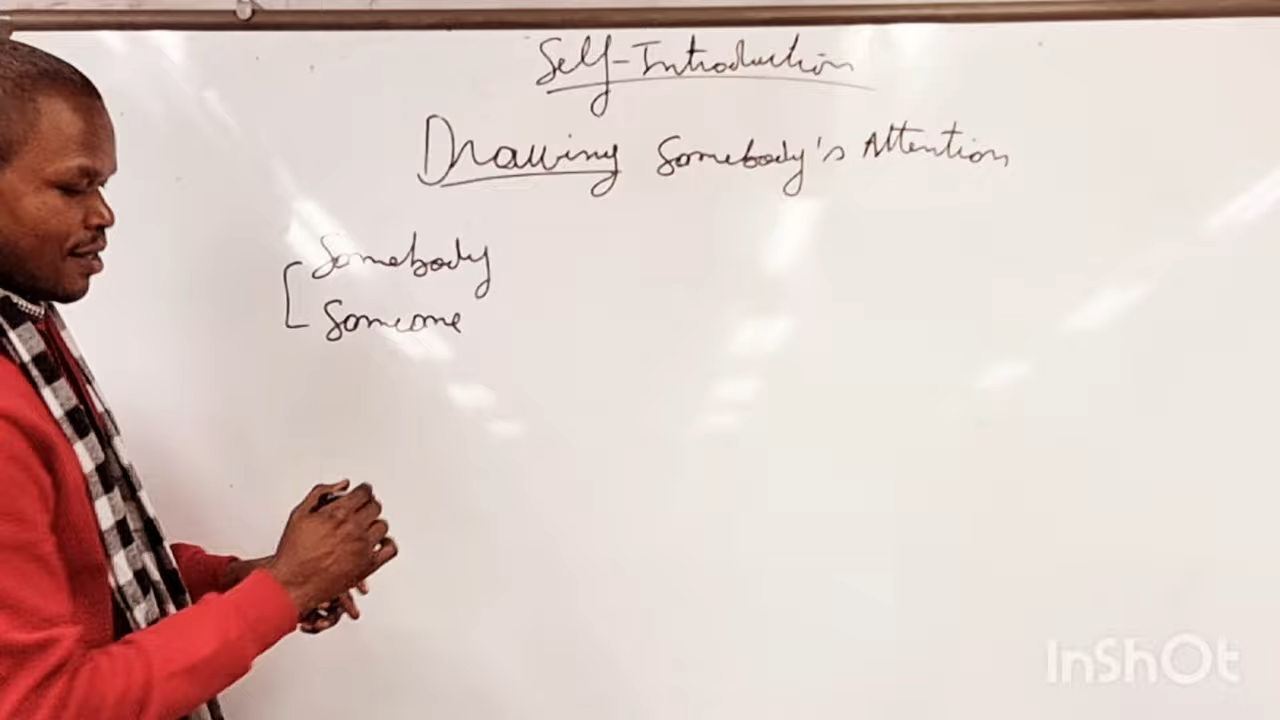 Self-Introduction
Drawing Somebody's Attention
Somebody
Someone
InShOt